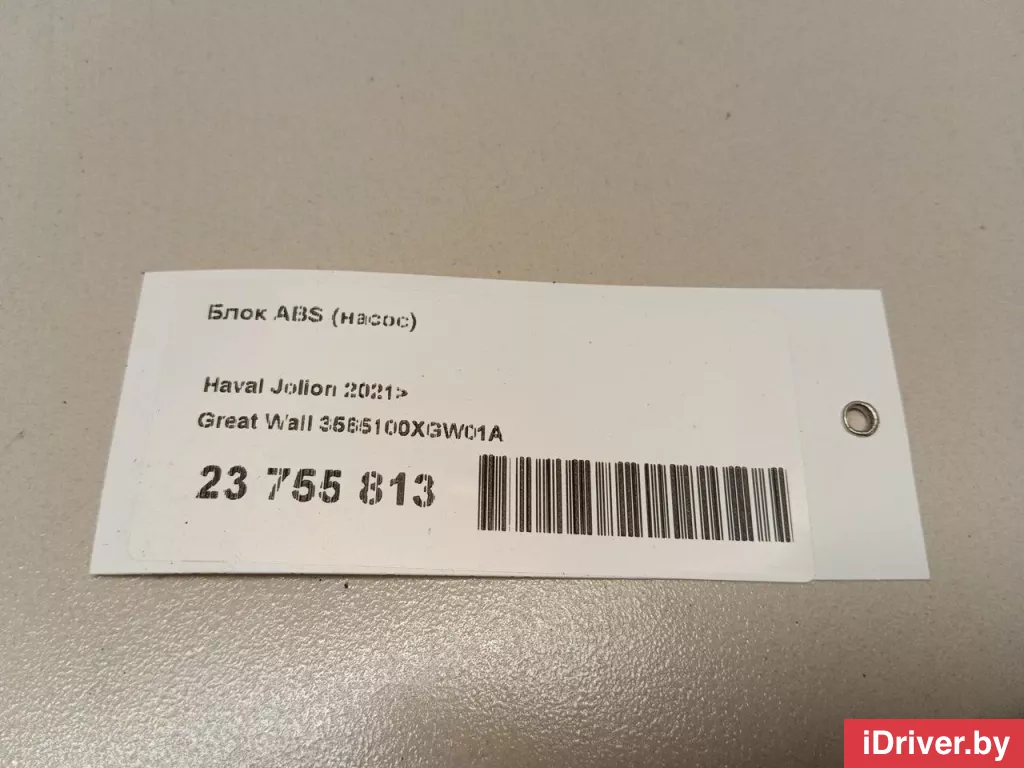 Блок ABS (насос)
Haval Jolion 2021>
Great Wall 3565100XGW01A
23 755 813
iDriver.by